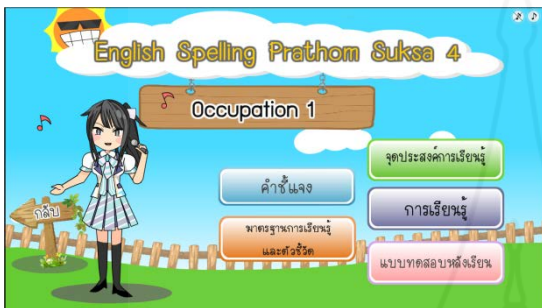 English Spelling Prathom Suksa 4
Occupation 1
จุดประสงค์การเรียนรู้
คำชี้แจง
การเรียนรู้
กลับ
มาตรฐานการเรียนรู้
และตัวชี้วัด
แบบทดสอบหลังเรียน